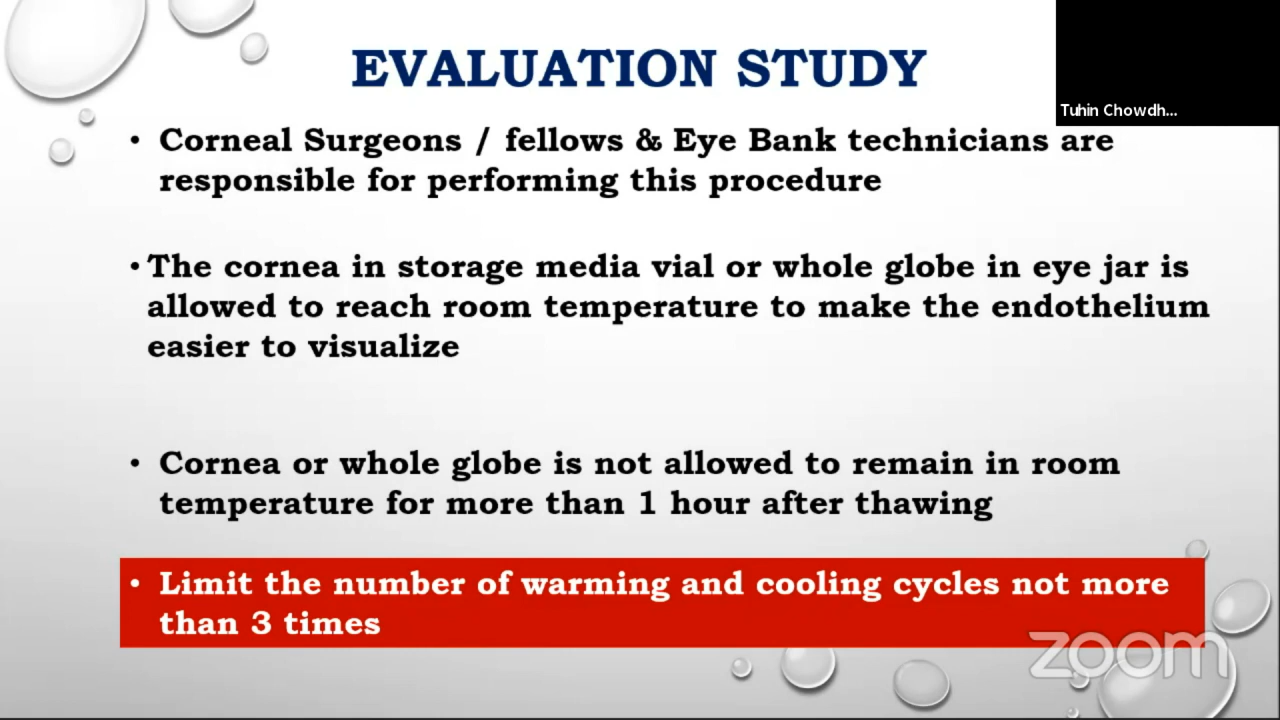 EVALUATION STUDY
Tuhin Chowdh...
• Corneal Surgeons / fellows & Eye Bank technicians are
responsible for performing this procedure
• The cornea in storage media vial or whole globe in eye jar is
allowed to reach room temperature to make the endothelium
easier to visualize
• Cornea or whole globe is not allowed to remain in room
temperature for more than 1 hour after thawing
• Limit the number of warming and cooling cycles not more
than 3 times
zoom